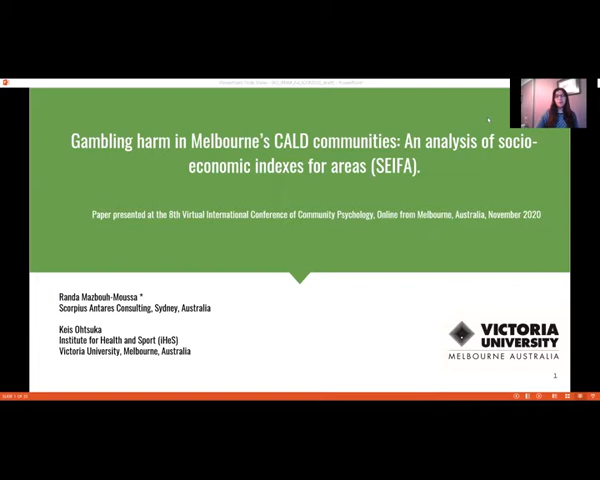 Gambling harm in Melbourne's CALD communities: An analysis of socio-
economic indexes for areas (SEIFA).
Paper presented at the 8th Virtual International Conference of Community Psychology, Online from Melbourne, Australia, November 2020
Randa Mazbouh-Moussa *
Scorpius Antares Consulting, Sydney, Australia
Keis Ohtsuka
Institute for Health and Sport (iHeS)
Victoria University, Melbourne, Australia
VICTORIA
UNIVERSITY
MELBOURNE AUSTRALIA
1